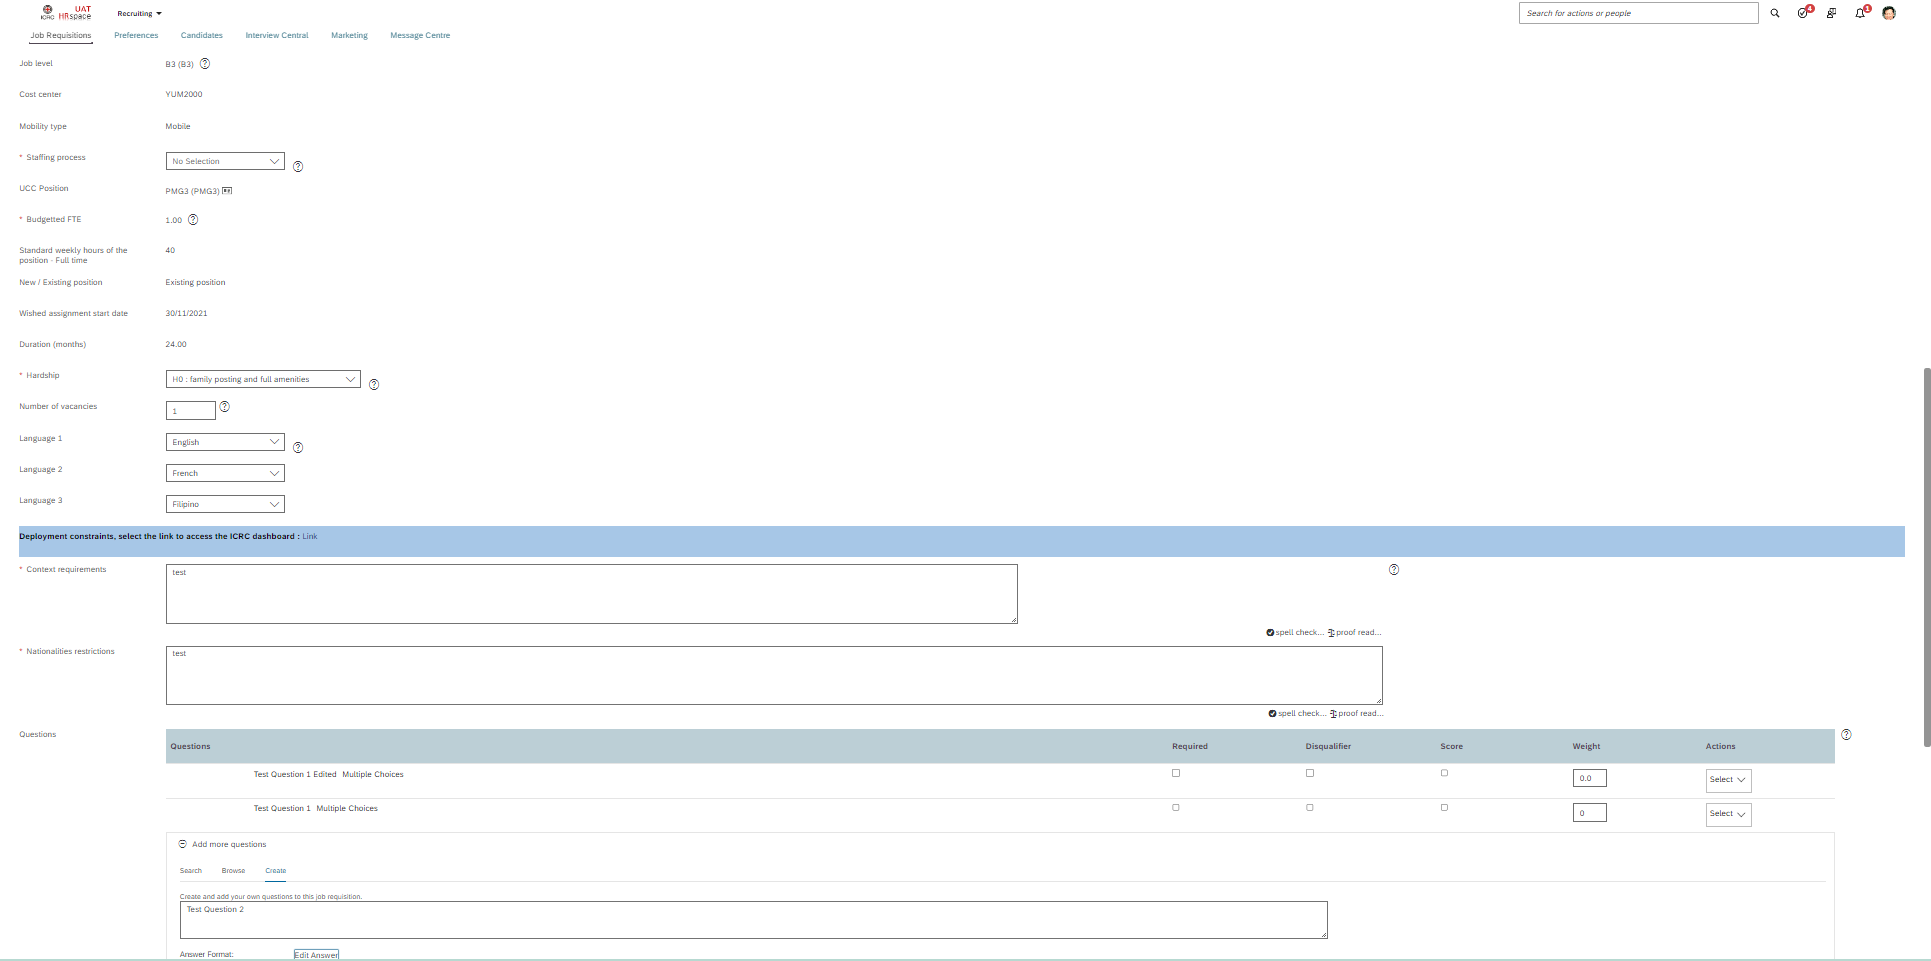 ICRC UAT HRspace Recruiting Search for actions or people 4 1
Job Requisitions Preferences Candidates Interview Central Marketing Message Centre
Job level B3 (B3) ?
Cost center YUM2000
Mobility type Mobile
* Staffing process No Selection ?
UCC Position PMG3 (PMG3)
* Budgetted FTE 1.00 ?
Standard weekly hours of the position - Full time 40
New / Existing position Existing position
Wished assignment start date 30/11/2021
Duration (months) 24.00
* Hardship H0 : family posting and full amenities ?
Number of vacancies 1 ?
Language 1 English ?
Language 2 French
Language 3 Filipino
Deployment constraints, select the link to access the ICRC dashboard : Link
* Context requirements test ?
spell check... proof read...
* Nationalities restrictions test
spell check... proof read...
Questions ?
Questions Required Disqualifier Score Weight Actions
Test Question 1 Edited Multiple Choices 0.0 Select
Test Question 1 Multiple Choices 0 Select
Add more questions
Search Browse Create
Create and add your own questions to this job requisition.
Test Question 2
Answer Format: Edit Answer